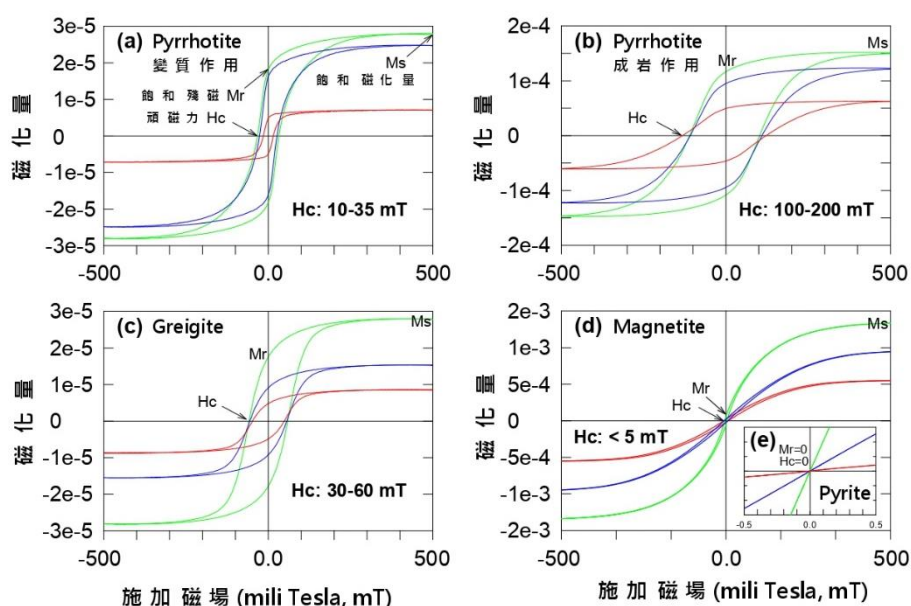 (a) Pyrrhotite
變質作用
Ms
飽和殘磁 Mr
飽和磁化量
頑磁力 Hc
Hc: 10-35 mT
3e-5
2e-5
1e-5
0
-1e-5
-2e-5
-3e-5
磁化量
-500
0.0
500
(b) Pyrrhotite
成岩作用
Mr
Ms
Hc
Hc: 100-200 mT
2e-4
1e-4
0
-1e-4
-2e-4
磁化量
-500
0.0
500
(c) Greigite
Ms
Mr
Hc
Hc: 30-60 mT
3e-5
2e-5
1e-5
0
-1e-5
-2e-5
-3e-5
磁化量
-500
0.0
500
施加磁場 (mili Tesla, mT)
(d) Magnetite
Ms
Mr
Hc
Hc: < 5 mT
2e-3
1e-3
5e-4
0
-5e-4
-1e-3
-2e-3
磁化量
(e)
Mr=0
Hc=0
Pyrite
-0.5
0.0
0.5
-500
0.0
500
施加磁場 (mili Tesla, mT)